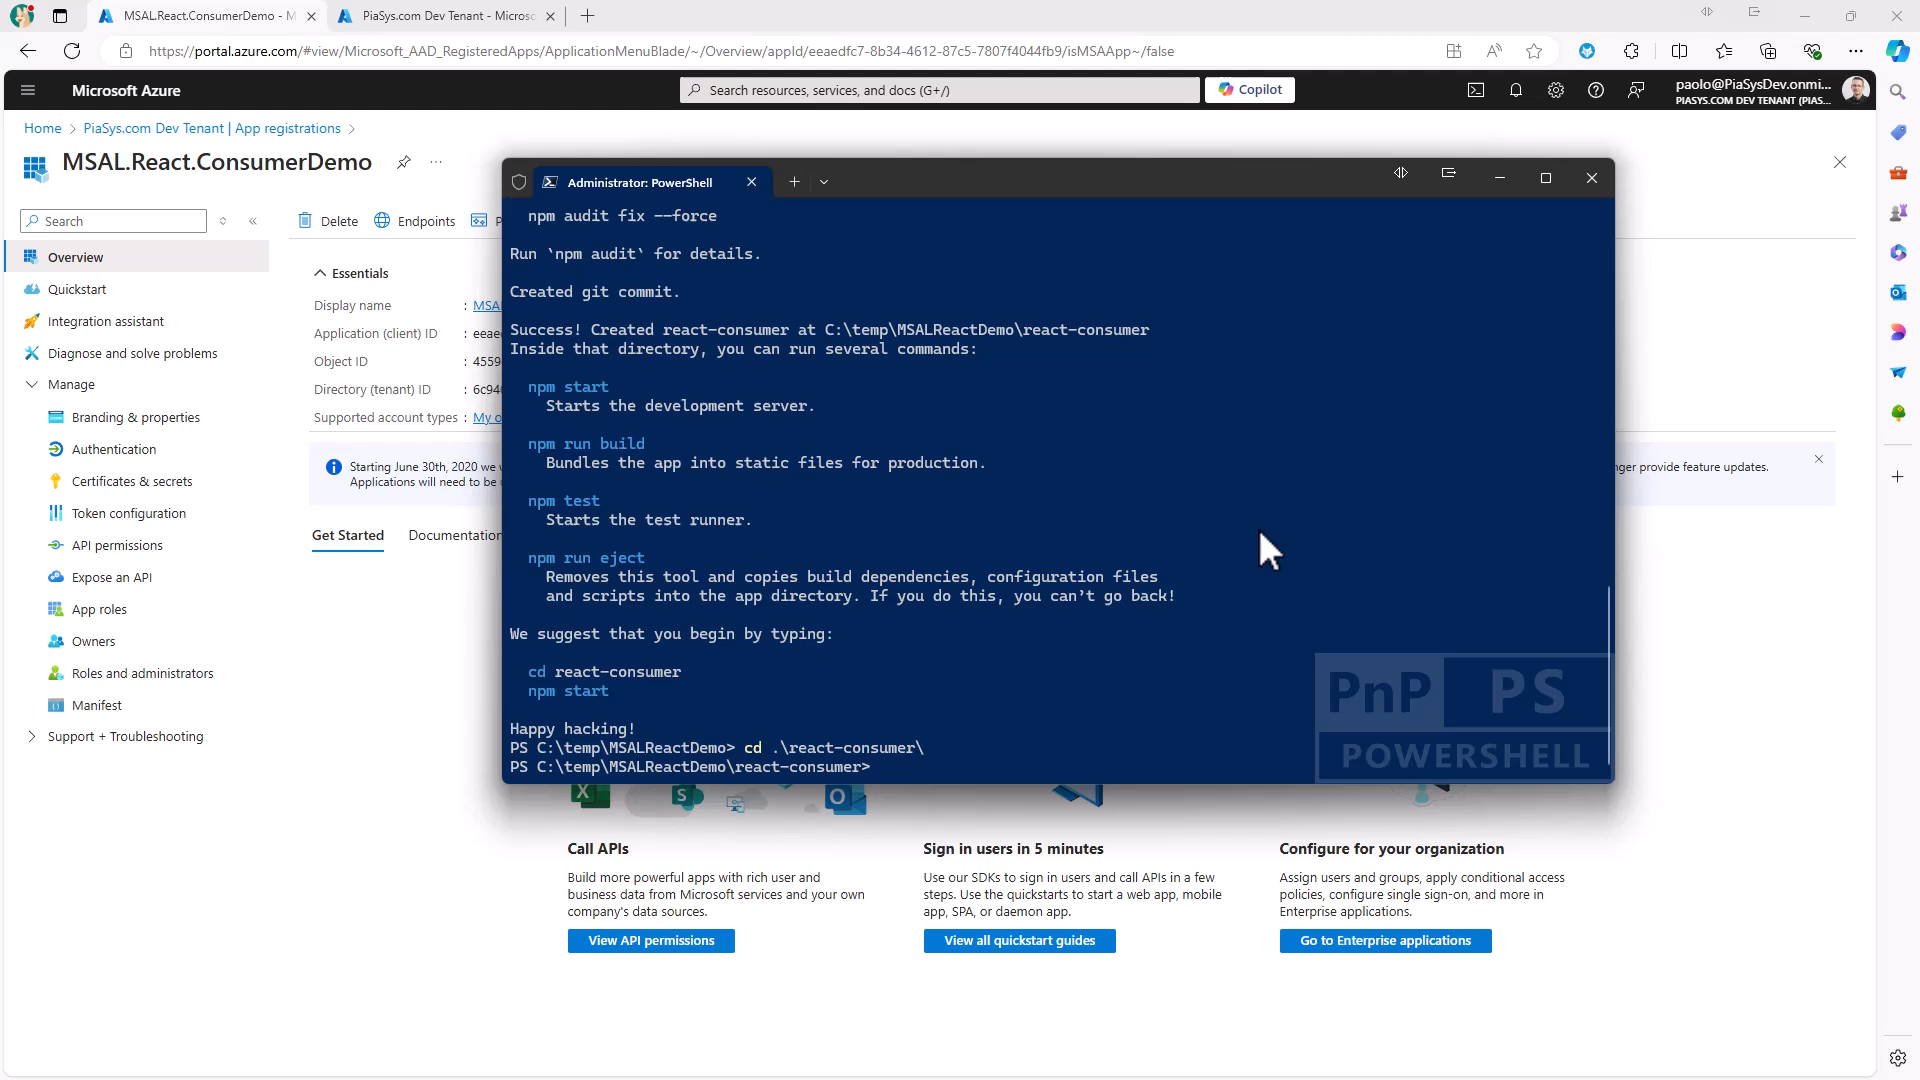 MSAL.React.ConsumerDemo - M
PiaSys.com Dev Tenant - Microso
https://portal.azure.com/#view/Microsoft_AAD_RegisteredApps/ApplicationMenuBlade/~/Overview/appId/eeaedfc7-8b34-4612-87c5-7807f4044fb9/isMSAApp~/false
Microsoft Azure
Search resources, services, and docs (G+/)
Copilot
paolo@PiaSysDev.onmi...
PIASYS.COM DEV TENANT (PIAS...
Home > PiaSys.com Dev Tenant | App registrations >
MSAL.React.ConsumerDemo
Search
Overview
Quickstart
Integration assistant
Diagnose and solve problems
Manage
Branding & properties
Authentication
Certificates & secrets
Token configuration
API permissions
Expose an API
App roles
Owners
Roles and administrators
Manifest
Support + Troubleshooting
Delete
Endpoints
P
Essentials
Display name : MSA
Application (client) ID : eeaed
Object ID : 4559
Directory (tenant) ID : 6c94
Supported account types : My o
Starting June 30th, 2020 we w
Applications will need to be u
nger provide feature updates.
Get Started
Documentation
Administrator: PowerShell
npm audit fix --force
Run `npm audit` for details.
Created git commit.
Success! Created react-consumer at C:\temp\MSALReactDemo\react-consumer
Inside that directory, you can run several commands:
npm start
Starts the development server.
npm run build
Bundles the app into static files for production.
npm test
Starts the test runner.
npm run eject
Removes this tool and copies build dependencies, configuration files
and scripts into the app directory. If you do this, you can't go back!
We suggest that you begin by typing:
cd react-consumer
npm start
Happy hacking!
PS C:\temp\MSALReactDemo> cd .\react-consumer\
PS C:\temp\MSALReactDemo\react-consumer>
PnP PS
POWERSHELL
Call APIs
Build more powerful apps with rich user and
business data from Microsoft services and your own
company's data sources.
View API permissions
Sign in users in 5 minutes
Use our SDKs to sign in users and call APIs in a few
steps. Use the quickstarts to start a web app, mobile
app, SPA, or daemon app.
View all quickstart guides
Configure for your organization
Assign users and groups, apply conditional access
policies, configure single sign-on, and more in
Enterprise applications.
Go to Enterprise applications